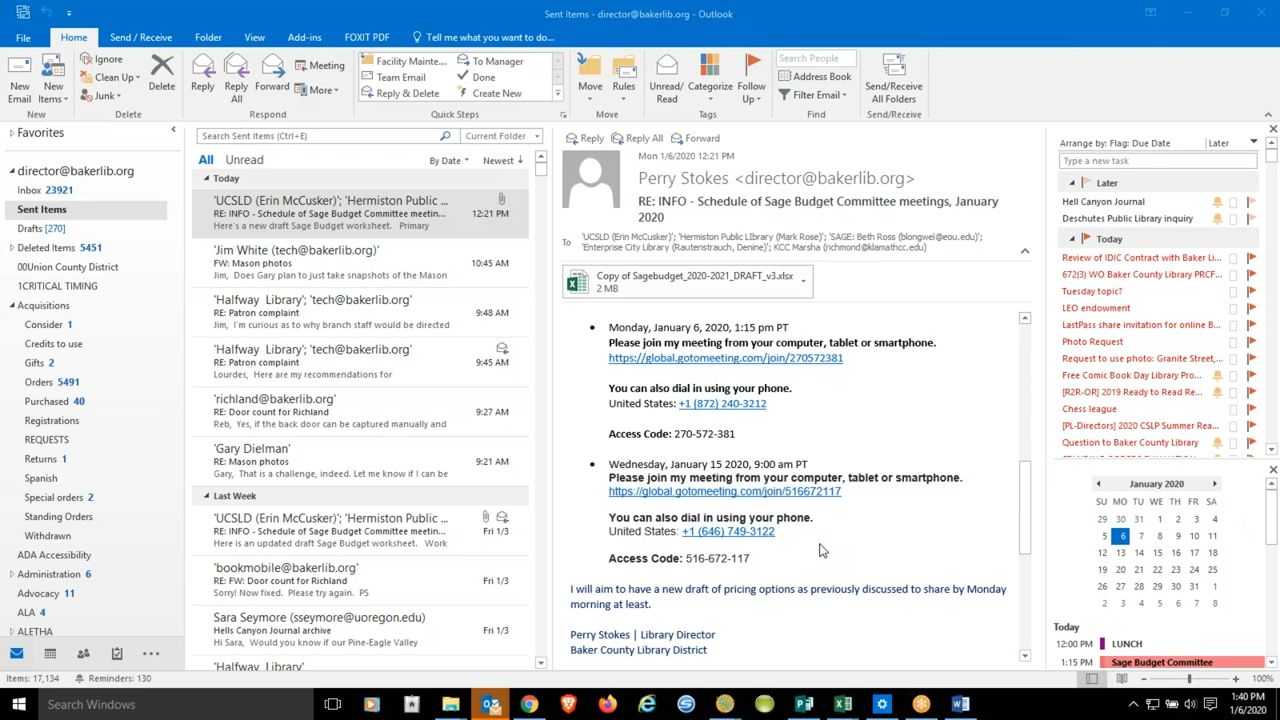 Sent Items - director@bakerlib.org - Outlook
File
Home
Send / Receive
Folder
View
Add-ins
FOXIT PDF
Tell me what you want to do...
New Email
New Items
New
Ignore
Clean Up
Junk
Delete
Delete
Reply
Reply All
Forward
Meeting
More
Respond
Facility Mainte...
Team Email
Reply & Delete
To Manager
Done
Create New
Quick Steps
Move
Rules
Move
Unread/ Read
Categorize
Follow Up
Tags
Search People
Address Book
Filter Email
Find
Send/Receive All Folders
Send/Receive
Favorites
director@bakerlib.org
Inbox 23921
Sent Items
Drafts [270]
Deleted Items 5451
00Union County District
1CRITICAL TIMING
Acquisitions
Consider 1
Credits to use
Gifts 2
Orders 5491
Purchased 40
Registrations
REQUESTS
Returns 1
Spanish
Special orders 2
Standing Orders
Withdrawn
ADA Accessibility
Administration 6
Advocacy 11
ALA 4
ALETHA
Search Sent Items (Ctrl+E)
Current Folder
All
Unread
By Date
Newest ↓
Today
'UCSLD (Erin McCusker)'; 'Hermiston Public ...
RE: INFO - Schedule of Sage Budget Committee meetin... 12:21 PM
Here's a new draft Sage Budget worksheet. Primary
'Jim White (tech@bakerlib.org)'
FW: Mason photos 10:45 AM
Jim, Does Gary plan to just take snapshots of the Mason
'Halfway Library'; 'tech@bakerlib.org'
RE: Patron complaint 9:48 AM
Jim, I'm curious as to why branch staff would be directed
'Halfway Library'; 'tech@bakerlib.org'
RE: Patron complaint 9:45 AM
Lourdes, Here are my recommendations for
'richland@bakerlib.org'
RE: Door count for Richland 9:27 AM
Reb, Yes, if the back door can be captured manually and
'Gary Dielman'
RE: Mason photos 9:21 AM
Gary, That is a challenge, indeed. Let me know if I can be
Last Week
'UCSLD (Erin McCusker)'; 'Hermiston Public ...
RE: INFO - Schedule of Sage Budget Committee meetin... Fri 1/3
Here is an updated draft Sage Budget worksheet. Work
'bookmobile@bakerlib.org'
RE: FW: Door count for Richland Fri 1/3
Sorry! Now fixed. Please try again. PS
Sara Seymour (sseymore@uoregon.edu)
Hells Canyon Journal archive Fri 1/3
Hi Sara, Would you know if our Pine-Eagle Valley
'Halfway Library'
Reply
Reply All
Forward
Mon 1/6/2020 12:21 PM
Perry Stokes <director@bakerlib.org>
RE: INFO - Schedule of Sage Budget Committee meetings, January
2020
To 'UCSLD (Erin McCusker)'; 'Hermiston Public LIbrary (Mark Rose)'; 'SAGE: Beth Ross (blongwel@eou.edu)';
'Enterprise City Library (Rautenstrauch, Denine)'; KCC Marsha (richmond@klamathcc.edu)
Copy of Sagebudget_2020-2021_DRAFT_v3.xlsx
2 MB
• Monday, January 6, 2020, 1:15 pm PT
Please join my meeting from your computer, tablet or smartphone.
https://global.gotomeeting.com/join/270572381
You can also dial in using your phone.
United States: +1 (872) 240-3212
Access Code: 270-572-381
• Wednesday, January 15 2020, 9:00 am PT
Please join my meeting from your computer, tablet or smartphone.
https://global.gotomeeting.com/join/516672117
You can also dial in using your phone.
United States: +1 (646) 749-3122
Access Code: 516-672-117
I will aim to have a new draft of pricing options as previously discussed to share by Monday
morning at least.
Perry Stokes | Library Director
Baker County Library District
Arrange by: Flag: Due Date Later
Type a new task
Later
Hell Canyon Journal
Deschutes Public Library inquiry
Today
Review of IDIC Contract with Baker Li...
672(3) WO Baker County Library PRCF...
Tuesday topic?
LEO endowment
LastPass share invitation for online B...
Photo Request
Request to use photo: Granite Street,...
Free Comic Book Day Library Pro...
[R2R-OR] 2019 Ready to Read Re...
Chess league
[PL-Directors] 2020 CSLP Summer Rea...
Question to Baker County Library
January 2020
SU MO TU WE TH FR SA
29 30 31 1 2 3 4
5 6 7 8 9 10 11
12 13 14 15 16 17 18
19 20 21 22 23 24 25
26 27 28 29 30 31 1
2 3 4 5 6 7 8
Today
12:00 PM LUNCH
1:15 PM Sage Budget Committee
Items: 17,134
Reminders: 130
100%
Search Windows
1:40 PM
1/6/2020